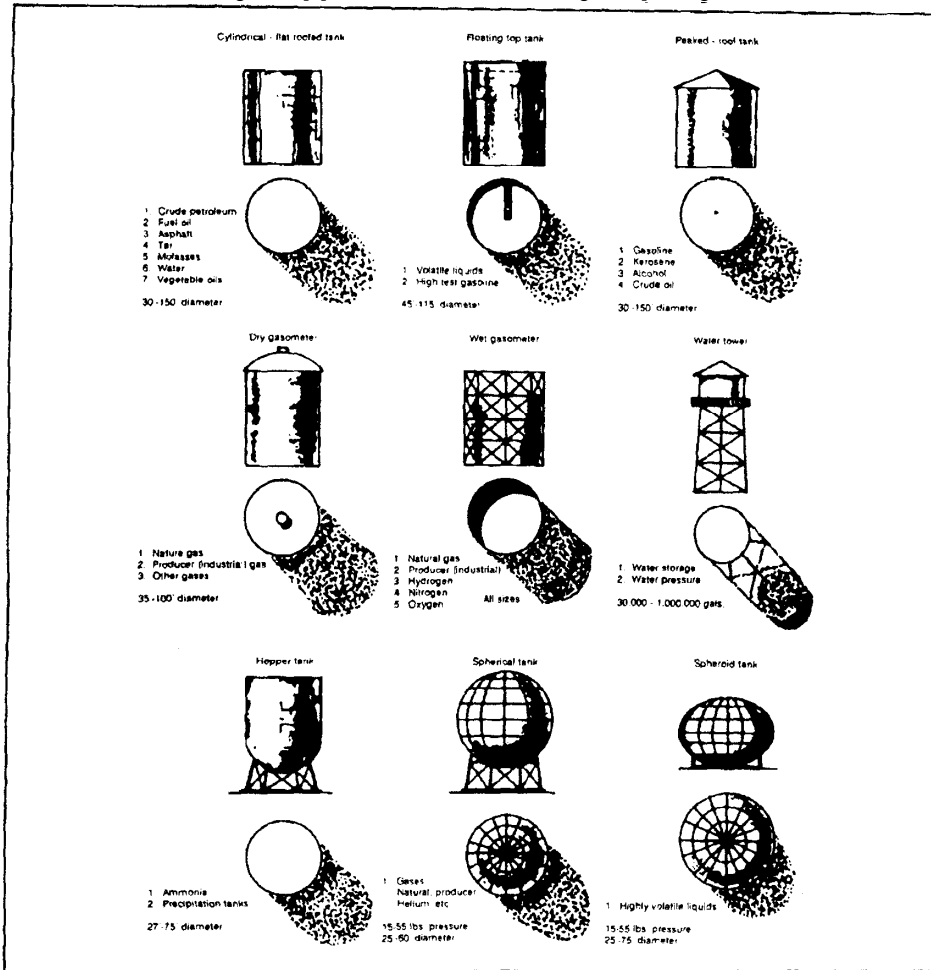 Cylindrical - flat roofed tank
1 Crude petroleum
2 Fuel oil
3 Asphalt
4 Tar
5 Molasses
6 Water
7 Vegetable oils
30-150 diameter
Floating top tank
1 Volatile liquids
2 High test gasoline
45-115 diameter
Peaked - roof tank
1 Gasoline
2 Kerosene
3 Alcohol
4 Crude oil
30-150 diameter
Dry gasometer
1 Nature gas
2. Producer (industrial) gas
3 Other gases
35-100' diameter
Wet gasometer
1 Natural gas
2 Producer (industrial)
3 Hydrogen
4 Nitrogen
5 Oxygen
All sizes
Water tower
1. Water storage
2. Water pressure
30.000 - 1.000.000 gals.
Hopper tank
1 Ammonia
2 Precipitation tanks
27-75 diameter
Spherical tank
1 Gases
Natural, producer
Helium, etc
15-55 lbs pressure
25-60 diameter
Spheroid tank
1 Highly volatile liquids
15-55 lbs pressure
25-75 diameter